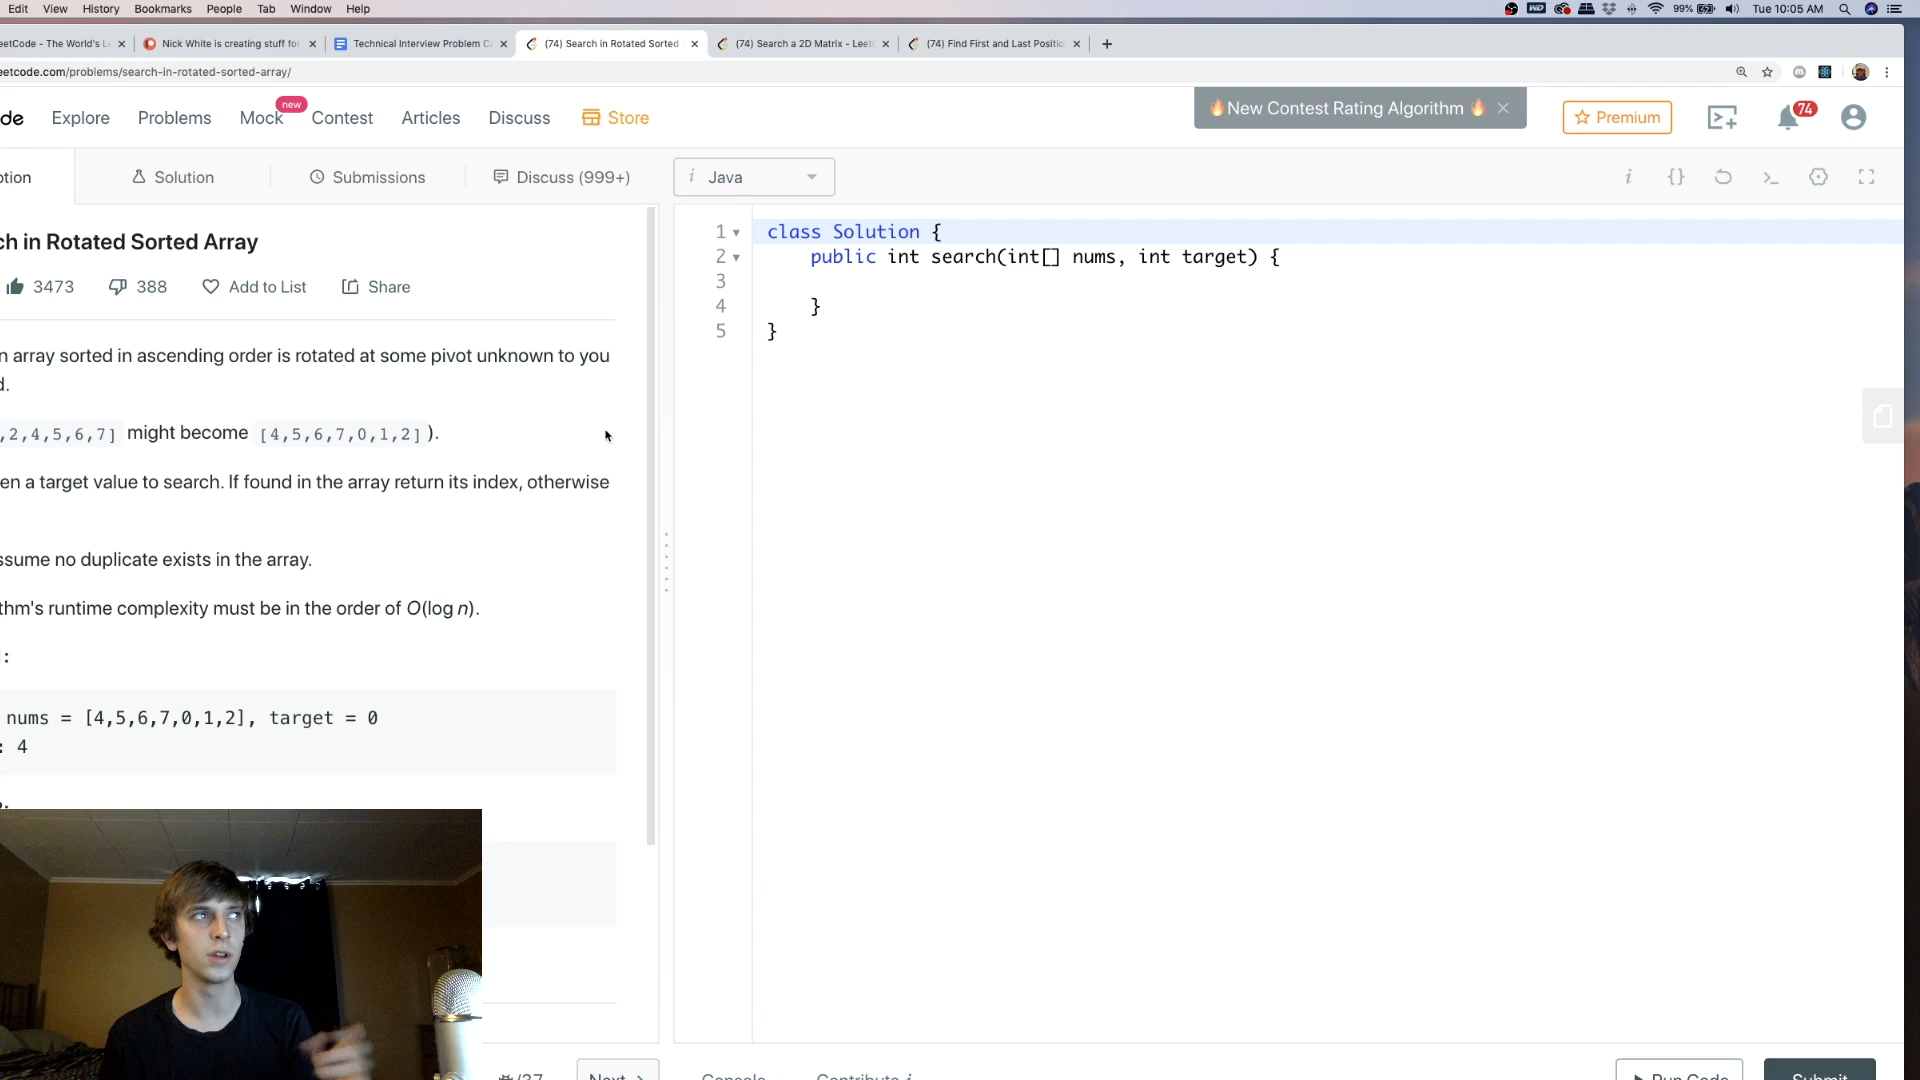 Edit View History Bookmarks People Tab Window Help 99% Tue 10:05 AM
eetCode - The World's Le Nick White is creating stuff for Technical Interview Problem C (74) Search in Rotated Sorted (74) Search a 2D Matrix - Leet (74) Find First and Last Positio
eetcode.com/problems/search-in-rotated-sorted-array/
de Explore Problems Mock new Contest Articles Discuss Store New Contest Rating Algorithm Premium 74
otion Solution Submissions Discuss (999+) i Java
ch in Rotated Sorted Array
3473 388 Add to List Share
n array sorted in ascending order is rotated at some pivot unknown to you
d.
,2,4,5,6,7] might become [4,5,6,7,0,1,2] ).
en a target value to search. If found in the array return its index, otherwise
ssume no duplicate exists in the array.
thm's runtime complexity must be in the order of O(log n).
:
nums = [4,5,6,7,0,1,2], target = 0
: 4
1 class Solution {
2 public int search(int[] nums, int target) {
3
4 }
5 }
/37 Next Console Contribute i Run Code Submit